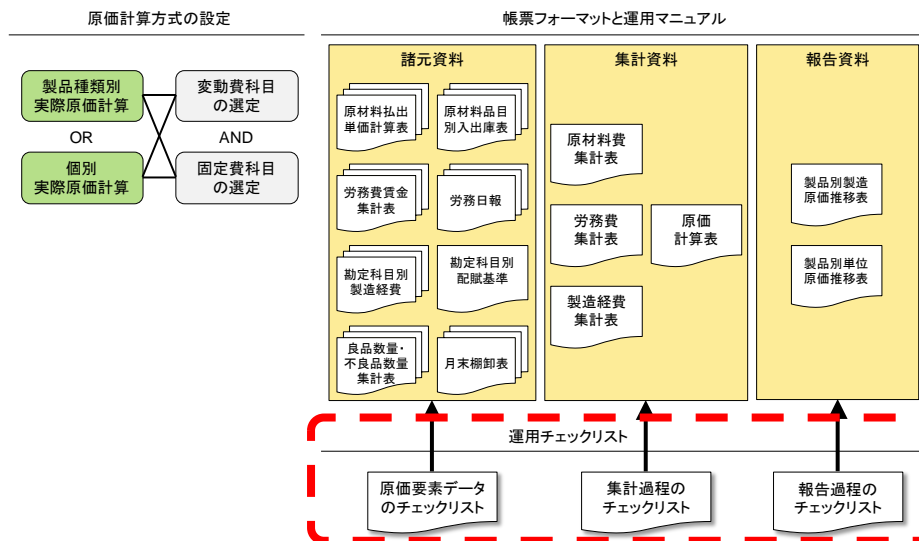 原価計算方式の設定
製品種類別
実際原価計算
OR
個別
実際原価計算
変動費科目
の選定
AND
固定費科目
の選定
帳票フォーマットと運用マニュアル
諸元資料
原材料払出
単価計算表
原材料品目
別入出庫表
労務費賃金
集計表
労務日報
勘定科目別
製造経費
勘定科目別
配賦基準
良品数量・
不良品数量
集計表
月末棚卸表
集計資料
原材料費
集計表
労務費
集計表
原価
計算表
製造経費
集計表
報告資料
製品別製造
原価推移表
製品別単位
原価推移表
運用チェックリスト
原価要素データ
のチェックリスト
集計過程の
チェックリスト
報告過程の
チェックリスト